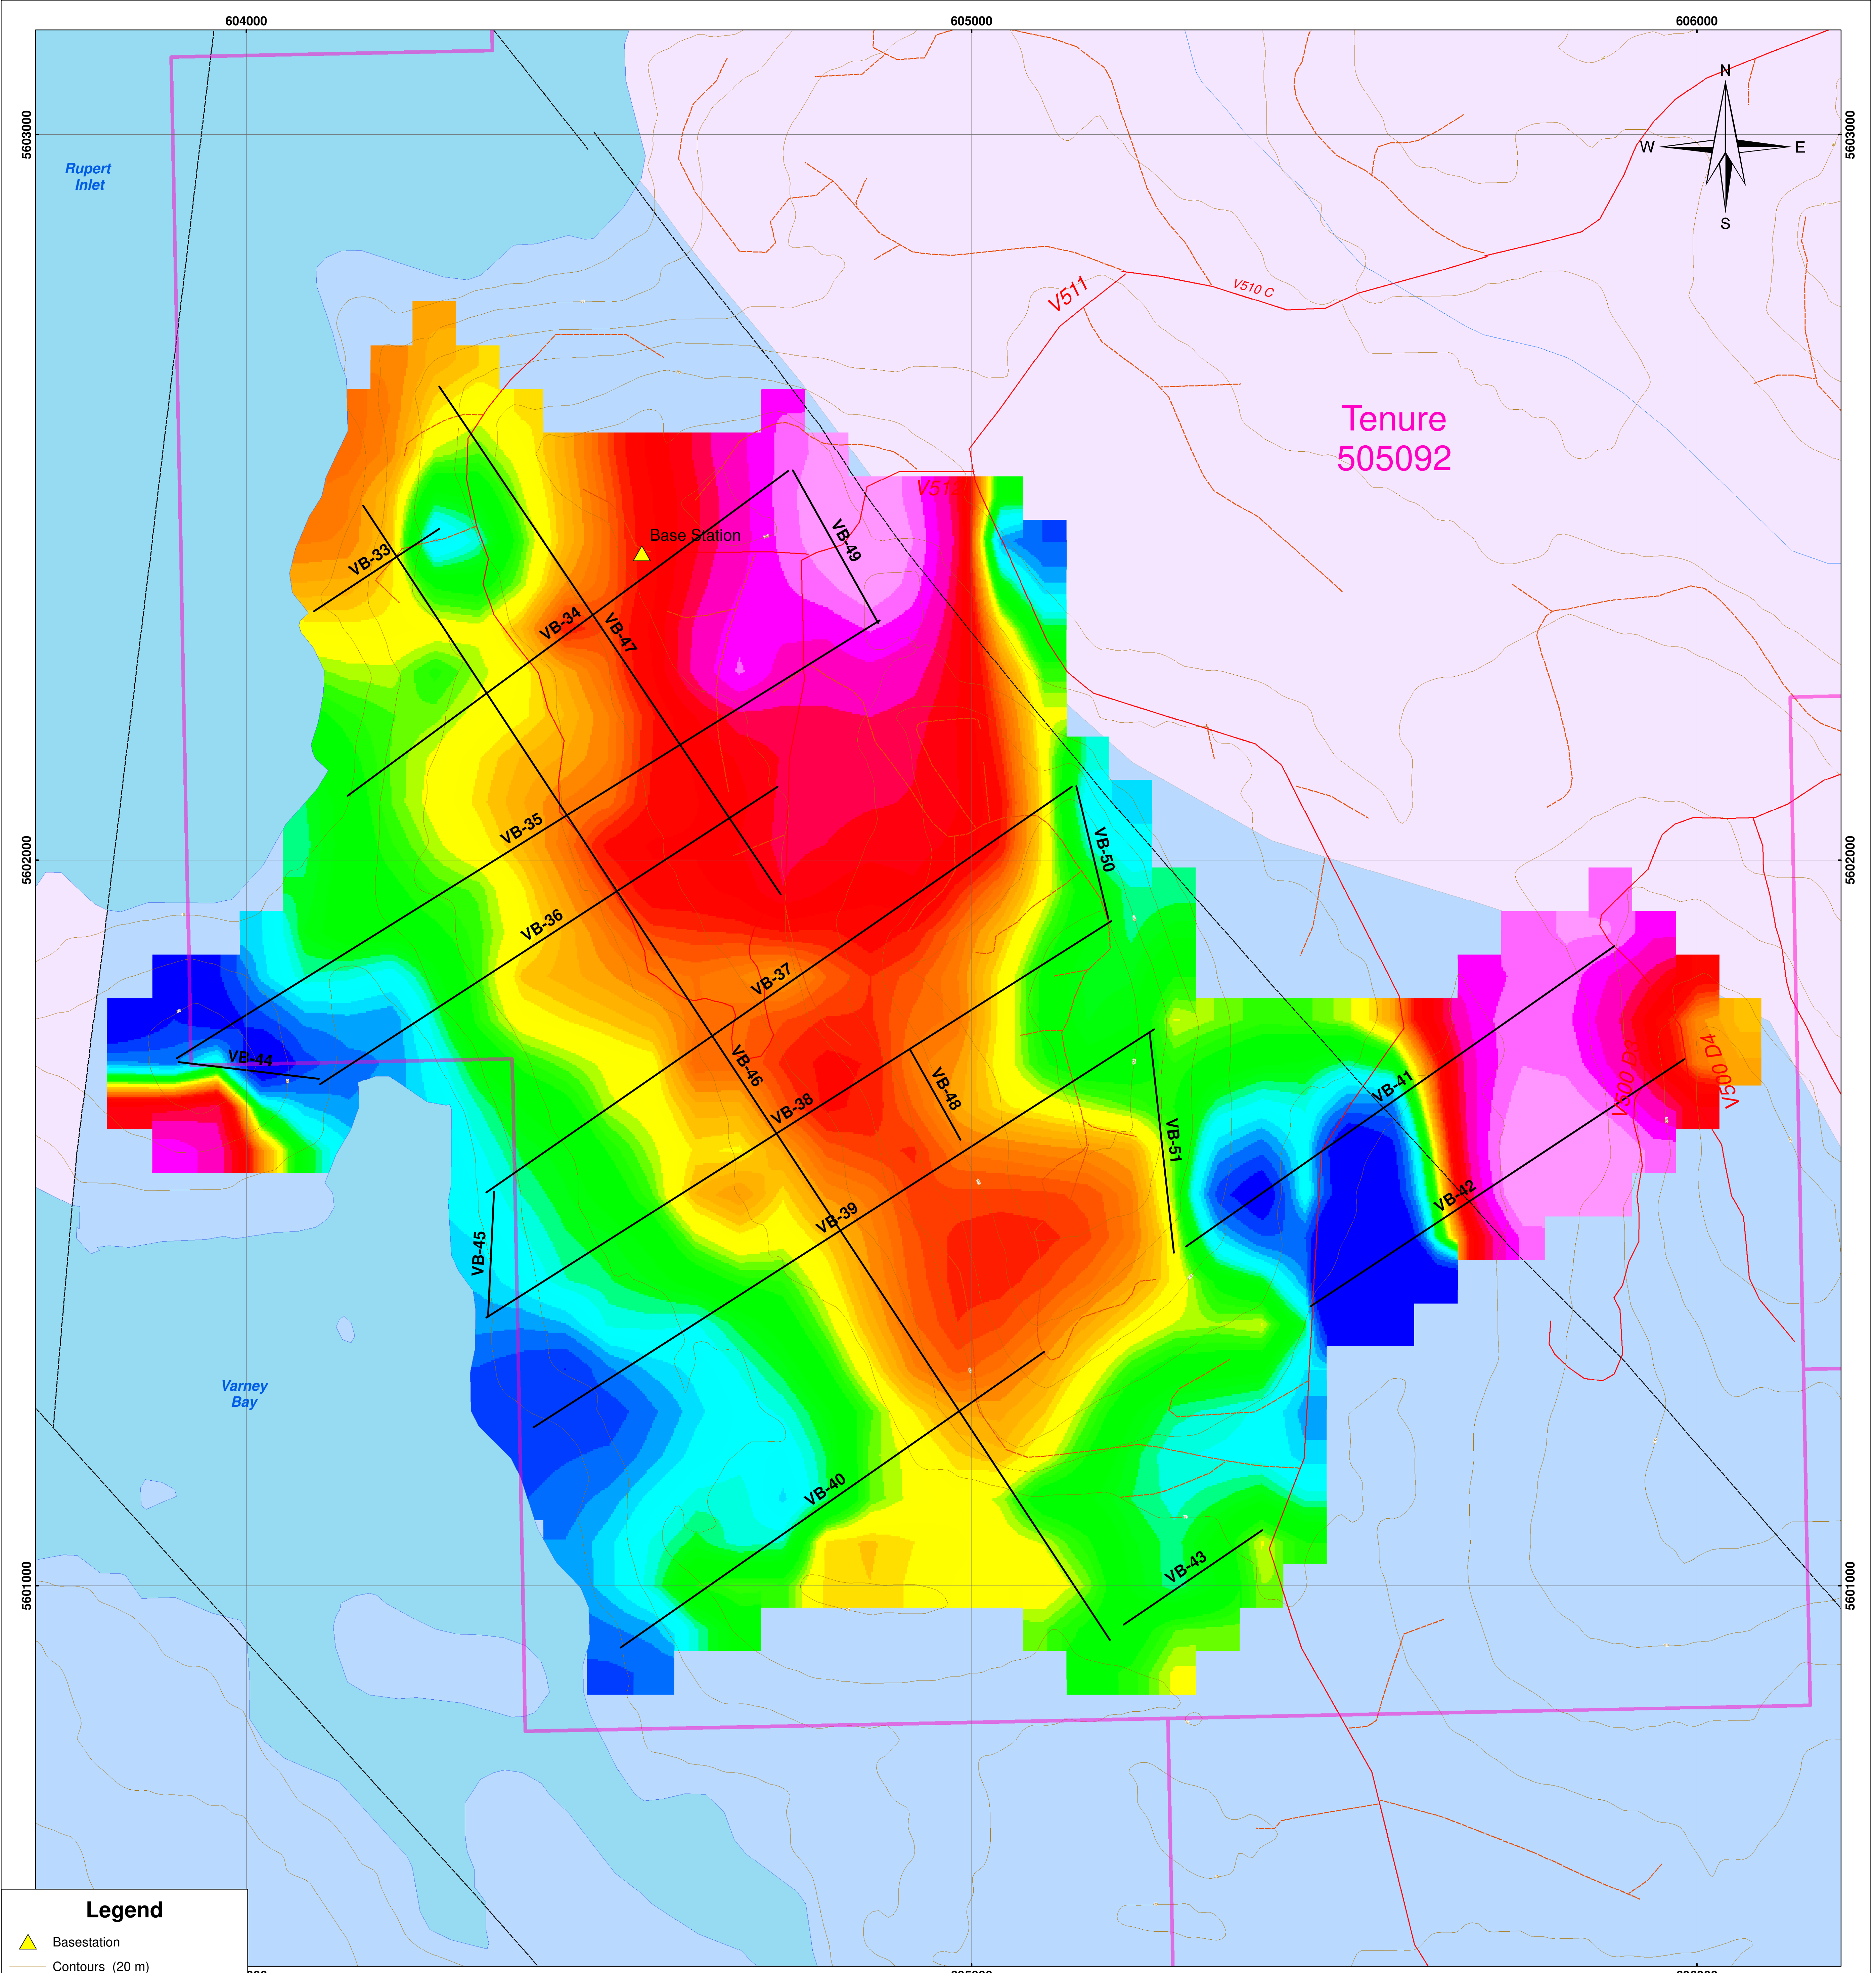 604000
605000
606000
5603000
5603000
N
W
E
S
Rupert
Inlet
V511
V510 C
Tenure
505092
Base Station
VB-33
VB-49
VB-34
VB-47
VB-35
5602000
5602000
VB-50
VB-36
VB-37
VB-44
VB-46
VB-48
VB-41
V500 D4
VB-38
VB-51
VB-42
VB-39
VB-45
Varney
Bay
VB-40
VB-43
5601000
5601000
Legend
Basestation
Contours (20 m)